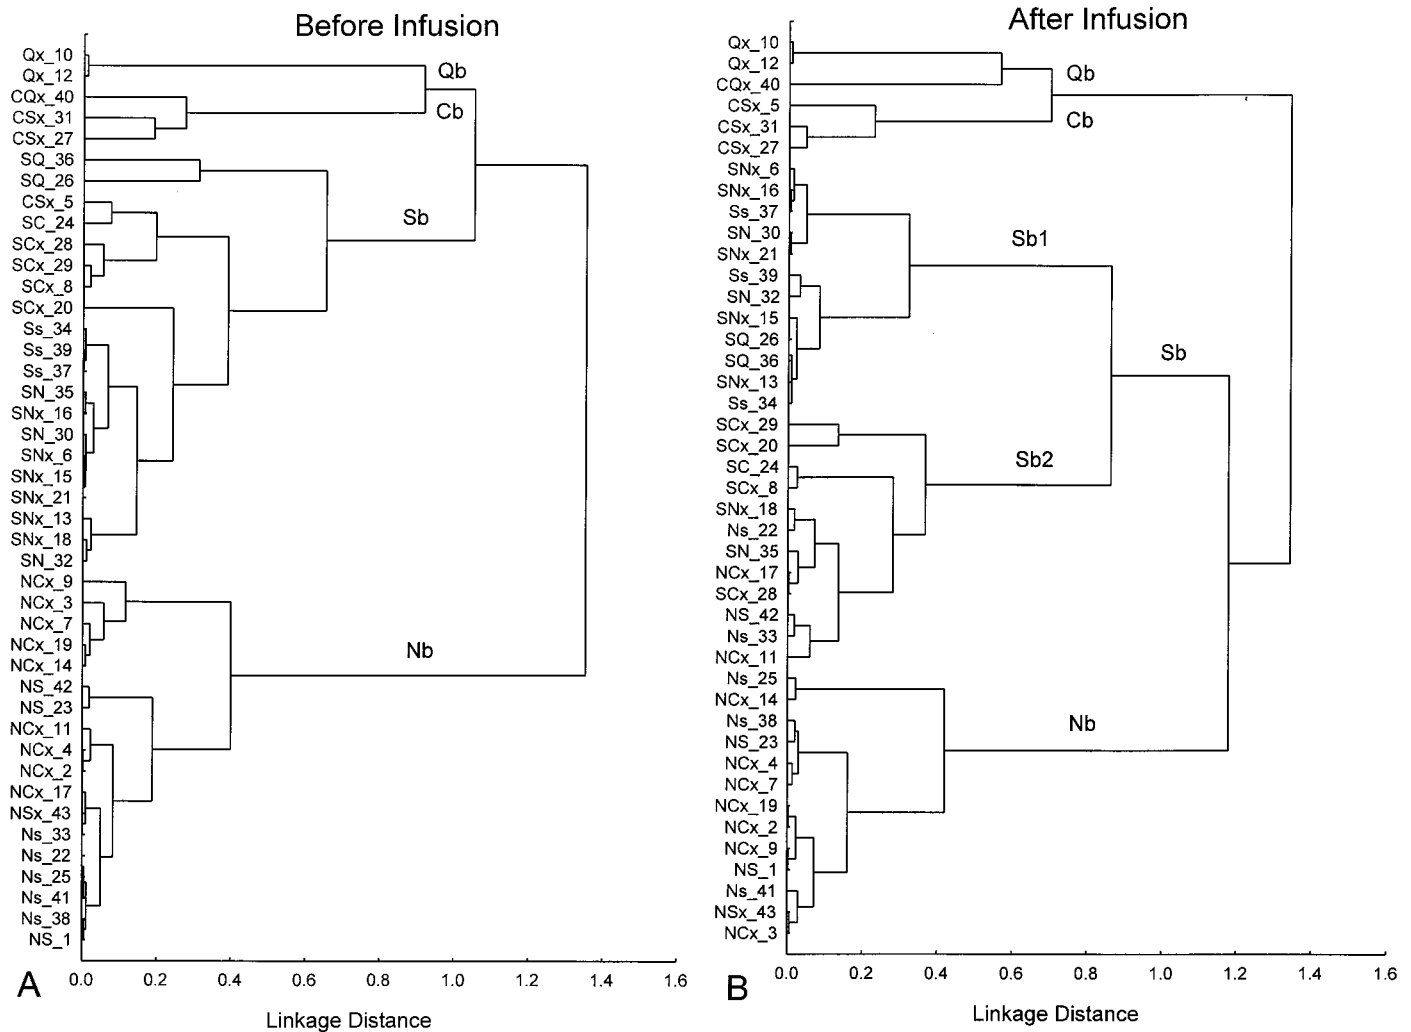 Before Infusion
Qx_10
Qx_12
CQx_40
CSx_31
CSx_27
SQ_36
SQ_26
CSx_5
SC_24
SCx_28
SCx_29
SCx_8
SCx_20
Ss_34
Ss_39
Ss_37
SN_35
SNx_16
SN_30
SNx_6
SNx_15
SNx_21
SNx_13
SNx_18
SN_32
NCx_9
NCx_3
NCx_7
NCx_19
NCx_14
NS_42
NS_23
NCx_11
NCx_4
NCx_2
NCx_17
NSx_43
Ns_33
Ns_22
Ns_25
Ns_41
Ns_38
NS_1
Qb
Cb
Sb
Nb
0.0 0.2 0.4 0.6 0.8 1.0 1.2 1.4 1.6
A
Linkage Distance
After Infusion
Qx_10
Qx_12
CQx_40
CSx_5
CSx_31
CSx_27
SNx_6
SNx_16
Ss_37
SN_30
SNx_21
Ss_39
SN_32
SNx_15
SQ_26
SQ_36
SNx_13
Ss_34
SCx_29
SCx_20
SC_24
SCx_8
SNx_18
Ns_22
SN_35
NCx_17
SCx_28
NS_42
Ns_33
NCx_11
Ns_25
NCx_14
Ns_38
NS_23
NCx_4
NCx_7
NCx_19
NCx_2
NCx_9
NS_1
Ns_41
NSx_43
NCx_3
Qb
Cb
Sb1
Sb
Sb2
Nb
0.0 0.2 0.4 0.6 0.8 1.0 1.2 1.4 1.6
B
Linkage Distance